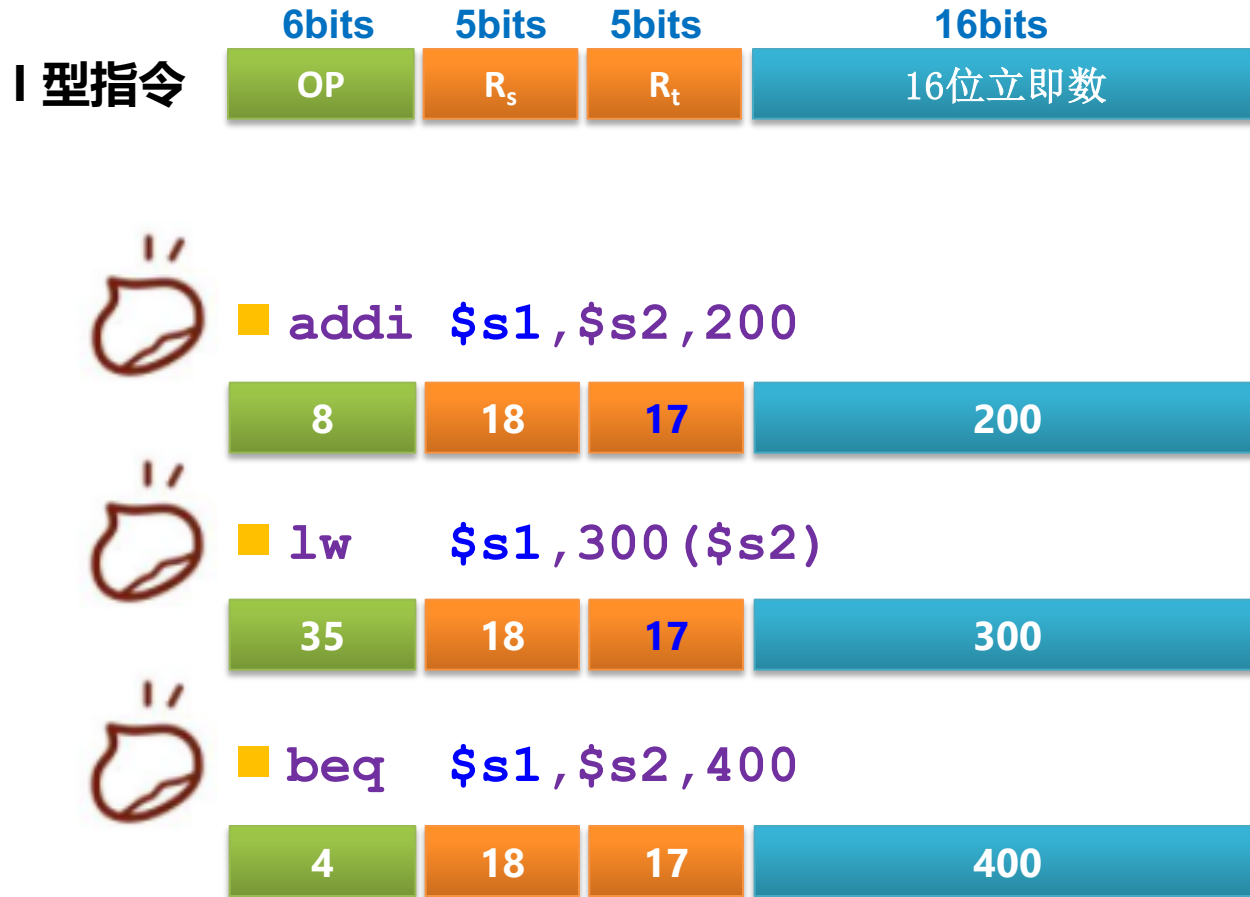 6bits 5bits 5bits 16bits
I 型指令 OP Rs Rt 16位立即数
addi $s1,$s2,200
8 18 17 200
lw $s1,300($s2)
35 18 17 300
beq $s1,$s2,400
4 18 17 400